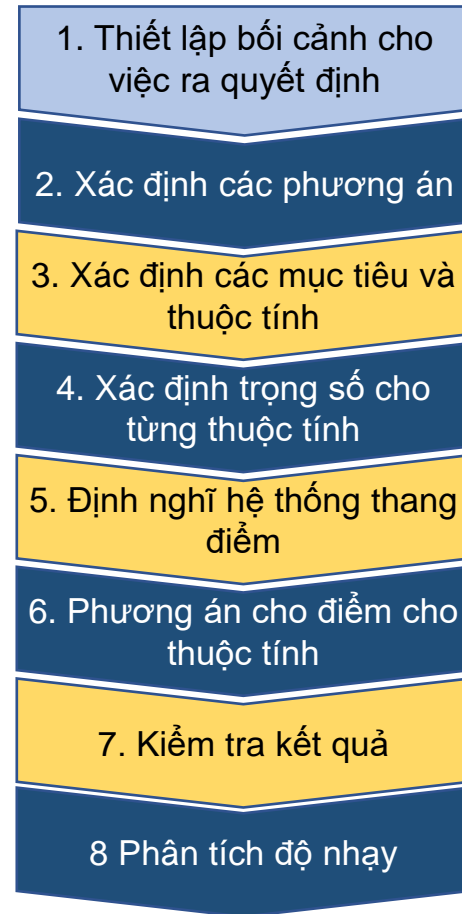 1. Thiết lập bối cảnh cho
việc ra quyết định
2. Xác định các phương án
3. Xác định các mục tiêu và
thuộc tính
4. Xác định trọng số cho
từng thuộc tính
5. Định nghĩ hệ thống thang
điểm
6. Phương án cho điểm cho
thuộc tính
7. Kiểm tra kết quả
8 Phân tích độ nhạy